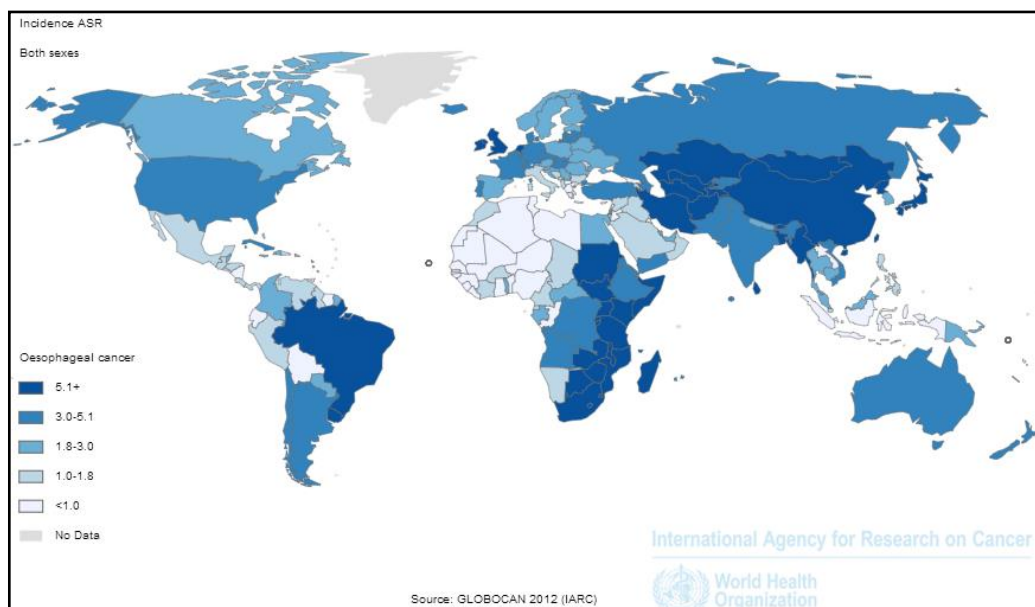 Incidence ASR
Both sexes
Oesophageal cancer
5.1+
3.0-5.1
1.8-3.0
1.0-1.8
<1.0
No Data
International Agency for Research on Cancer
World Health
Organization
Source: GLOBOCAN 2012 (IARC)